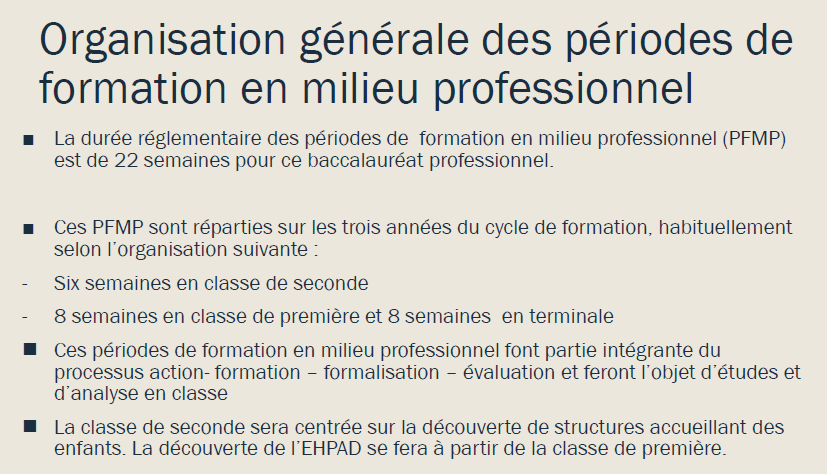 Organisation générale des périodes de
formation en milieu professionnel
■ La durée réglementaire des périodes de  formation en milieu professionnel (PFMP)
est de 22 semaines pour ce baccalauréat professionnel.
■ Ces PFMP sont réparties sur les trois années du cycle de formation, habituellement
selon l'organisation suivante :
- Six semaines en classe de seconde
- 8 semaines en classe de première et 8 semaines  en terminale
■ Ces périodes de formation en milieu professionnel font partie intégrante du
processus action- formation – formalisation – évaluation et feront l'objet d'études et
d'analyse en classe
■ La classe de seconde sera centrée sur la découverte de structures accueillant des
enfants. La découverte de l'EHPAD se fera à partir de la classe de première.